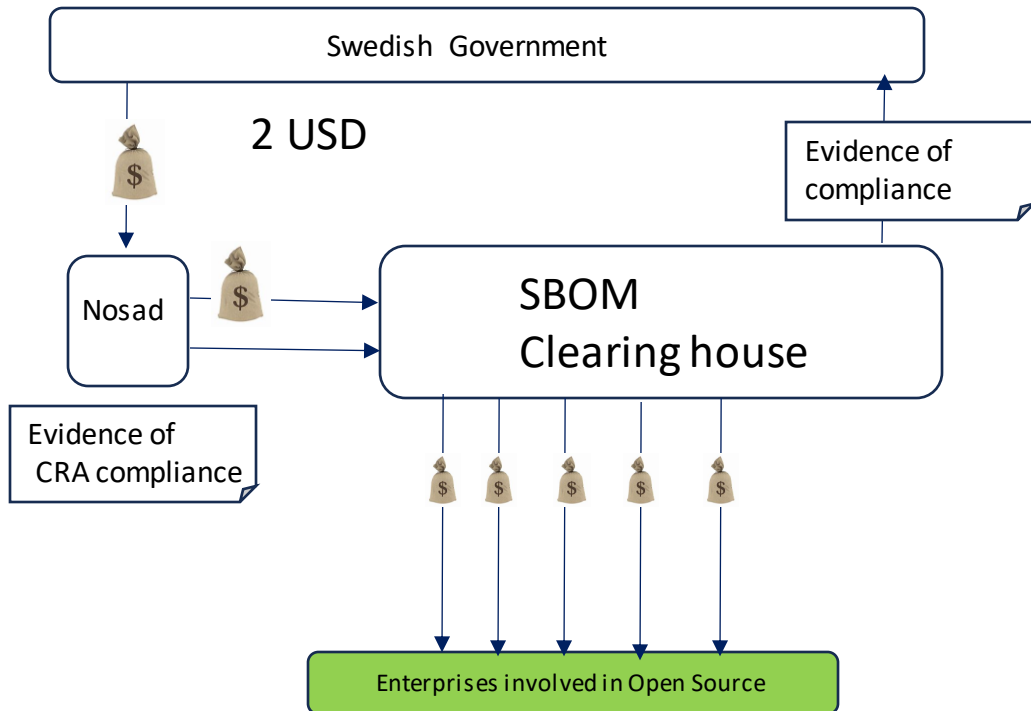 Swedish Government
2 USD
Evidence of
compliance
$
$
Nosad
SBOM
Clearing house
Evidence of
CRA compliance
$
$
$
$
$
Enterprises involved in Open Source